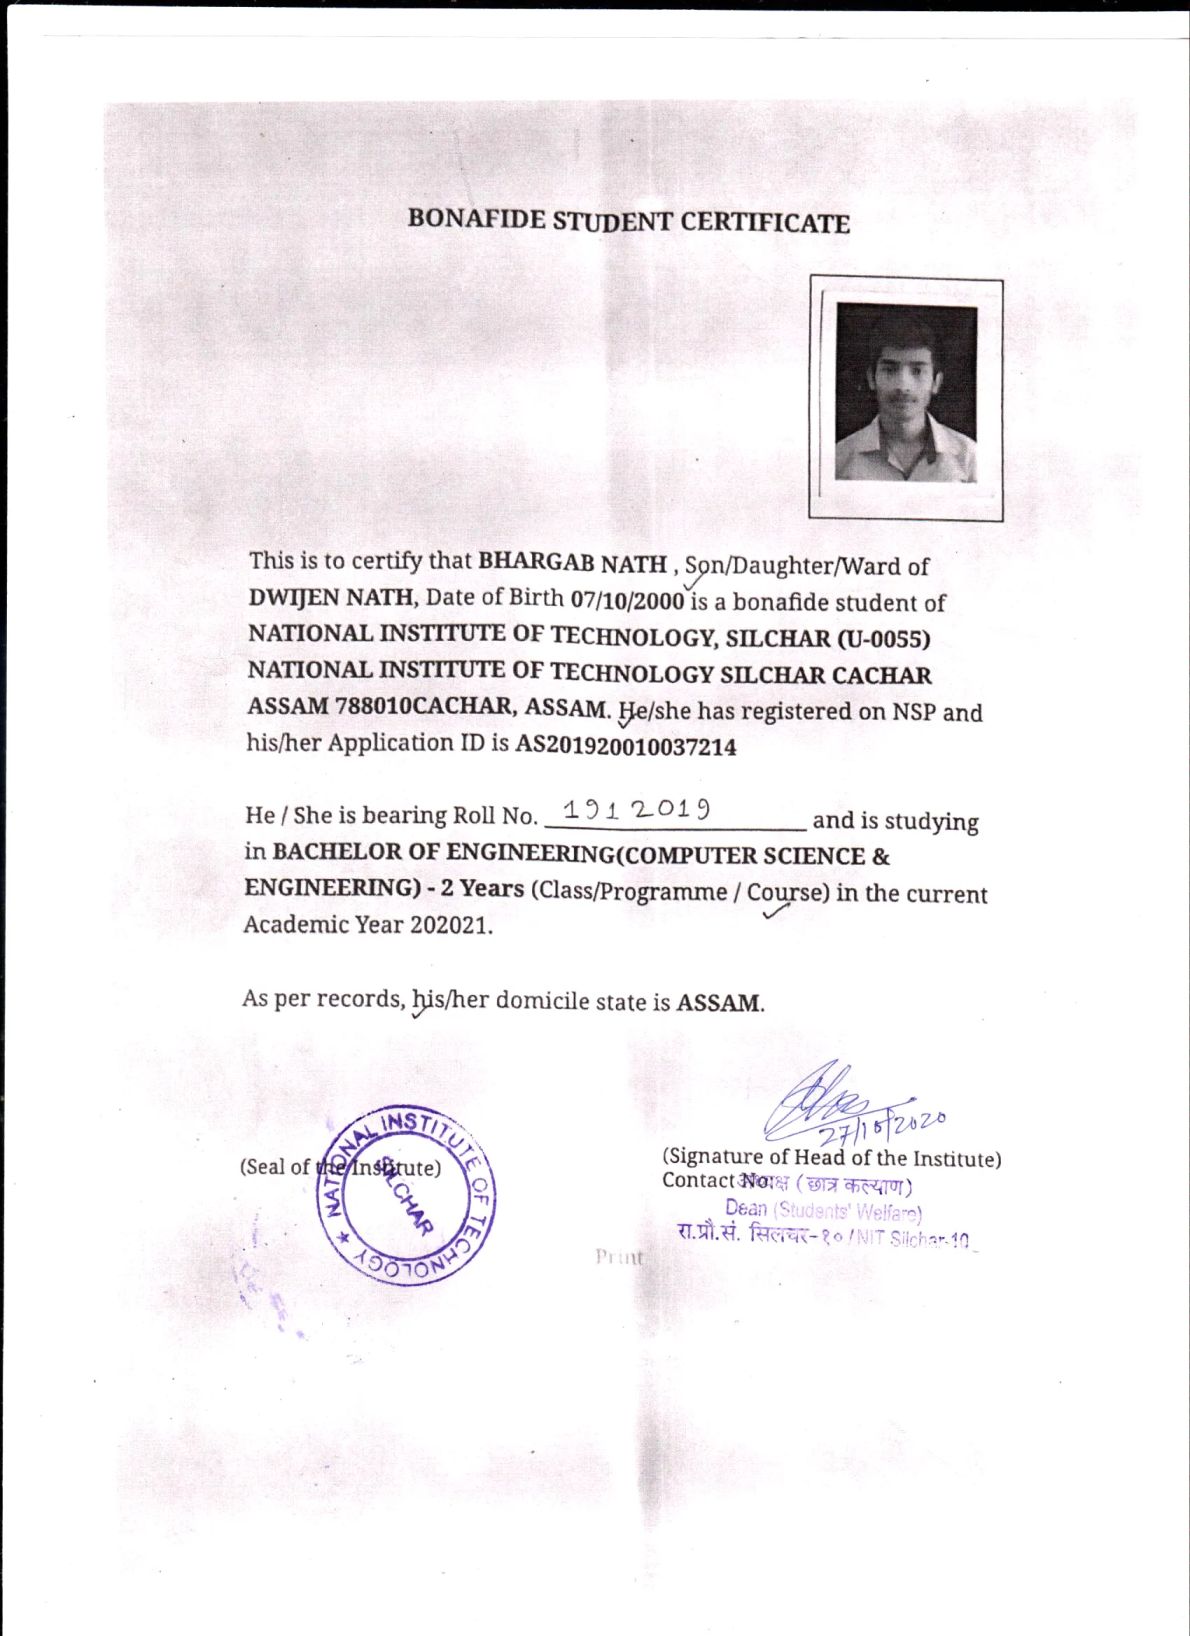 BONAFIDE STUDENT CERTIFICATE
This is to certify that BHARGAB NATH , Son/Daughter/Ward of
DWIJEN NATH, Date of Birth 07/10/2000 is a bonafide student of
NATIONAL INSTITUTE OF TECHNOLOGY, SILCHAR (U-0055)
NATIONAL INSTITUTE OF TECHNOLOGY SILCHAR CACHAR
ASSAM 788010CACHAR, ASSAM. He/she has registered on NSP and
his/her Application ID is AS201920010037214
He / She is bearing Roll No. 1912019 and is studying
in BACHELOR OF ENGINEERING(COMPUTER SCIENCE &
ENGINEERING) - 2 Years (Class/Programme / Course) in the current
Academic Year 202021.
As per records, his/her domicile state is ASSAM.
27/10/2020
(Seal of the Institute)
NATIONAL INSTITUTE OF TECHNOLOGY
SILCHAR
(Signature of Head of the Institute)
Contact No: (छात्र कल्याण)
Dean (Students' Welfare)
रा.प्रौ.सं. सिलचर-१०/NIT Silchar-10
Print